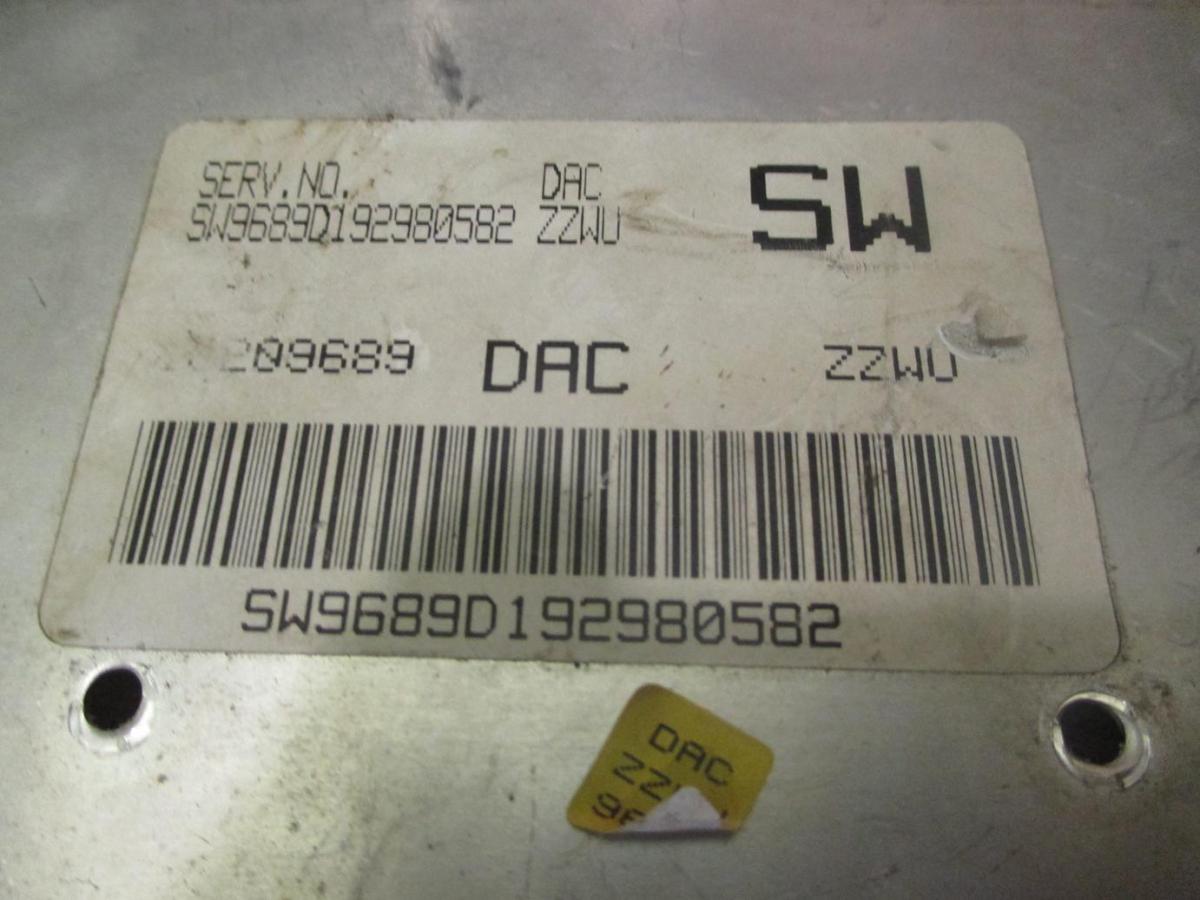 SERV.NO. DAC SW
SW9689D192980582 ZZWU
209689 DAC ZZWU
SW9689D192980582
DAC